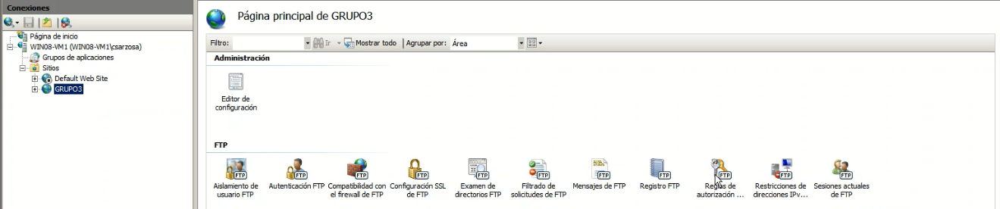 Conexiones
Página de inicio
WIN08-VM1 (WIN08-VM1\csarzosa)
Grupos de aplicaciones
Sitios
Default Web Site
GRUPO3
Página principal de GRUPO3
Filtro: Ir Mostrar todo Agrupar por: Área
Administración
Editor de
configuración
FTP
Aislamiento de
usuario FTP
Autenticación FTP
Compatibilidad con
el firewall de FTP
Configuración SSL
de FTP
Examen de
directorios FTP
Filtrado de
solicitudes de FTP
Mensajes de FTP
Registro FTP
Reglas de
autorización ...
Restricciones de
direcciones IPv...
Sesiones actuales
de FTP